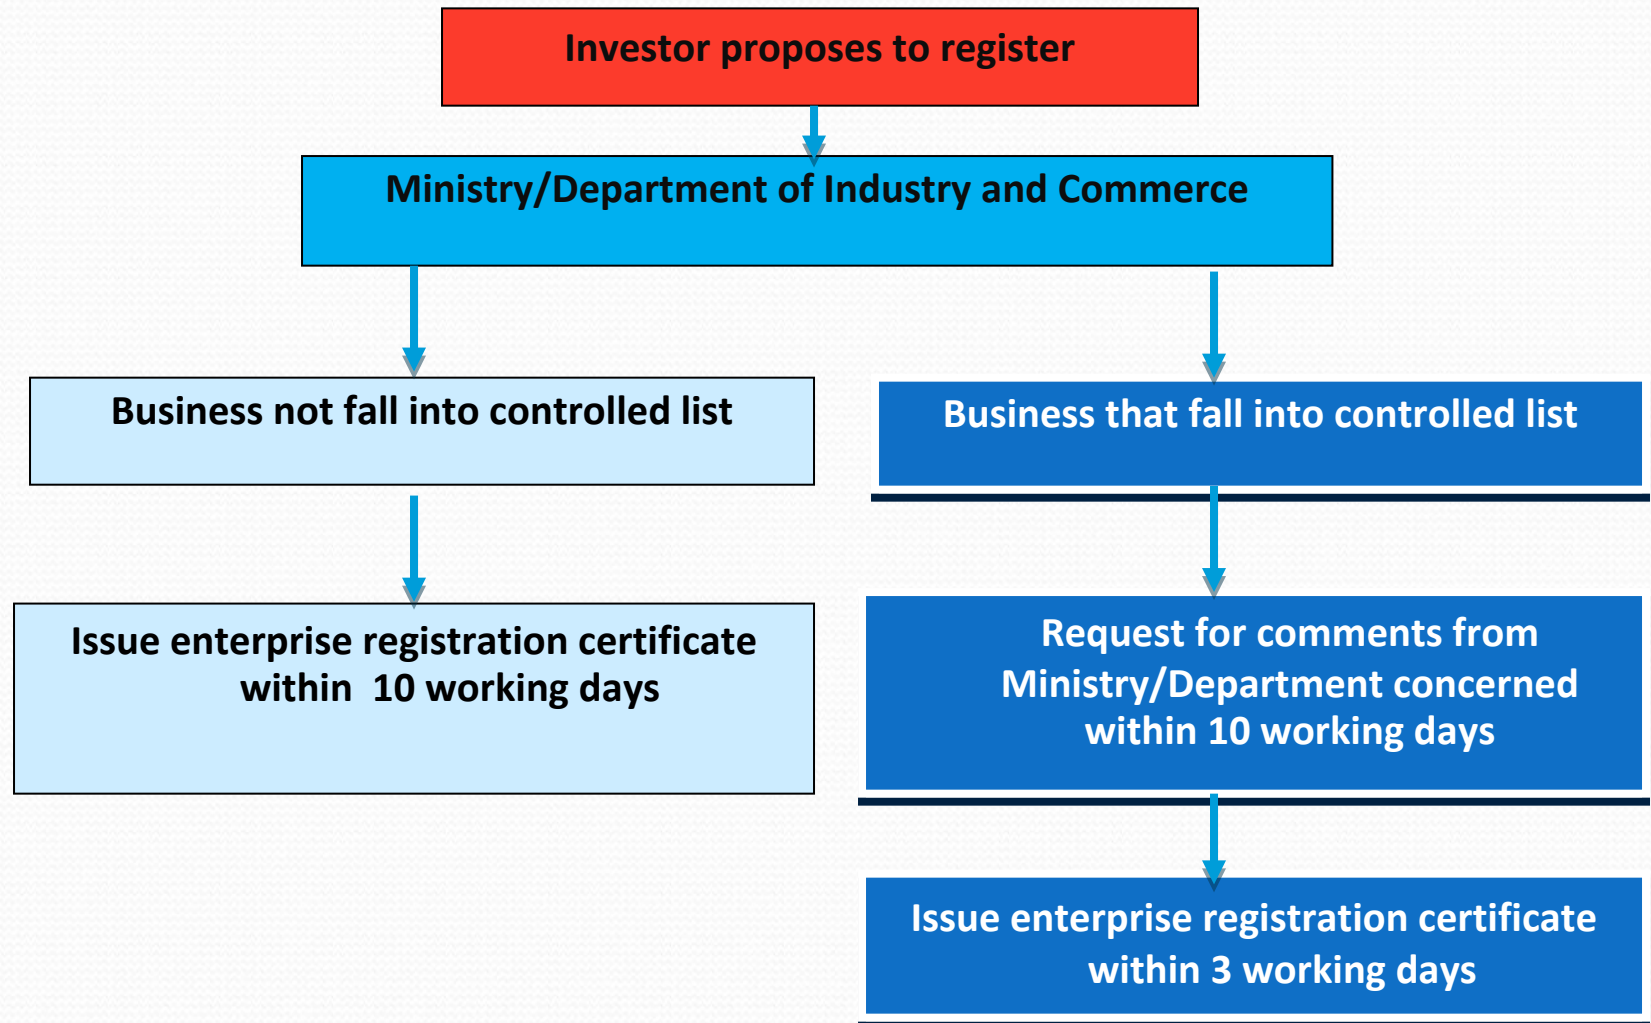 Investor proposes to register
Ministry/Department of Industry and Commerce
Business not fall into controlled list
Business that fall into controlled list
Issue enterprise registration certificate
within 10 working days
Request for comments from
Ministry/Department concerned
within 10 working days
Issue enterprise registration certificate
within 3 working days